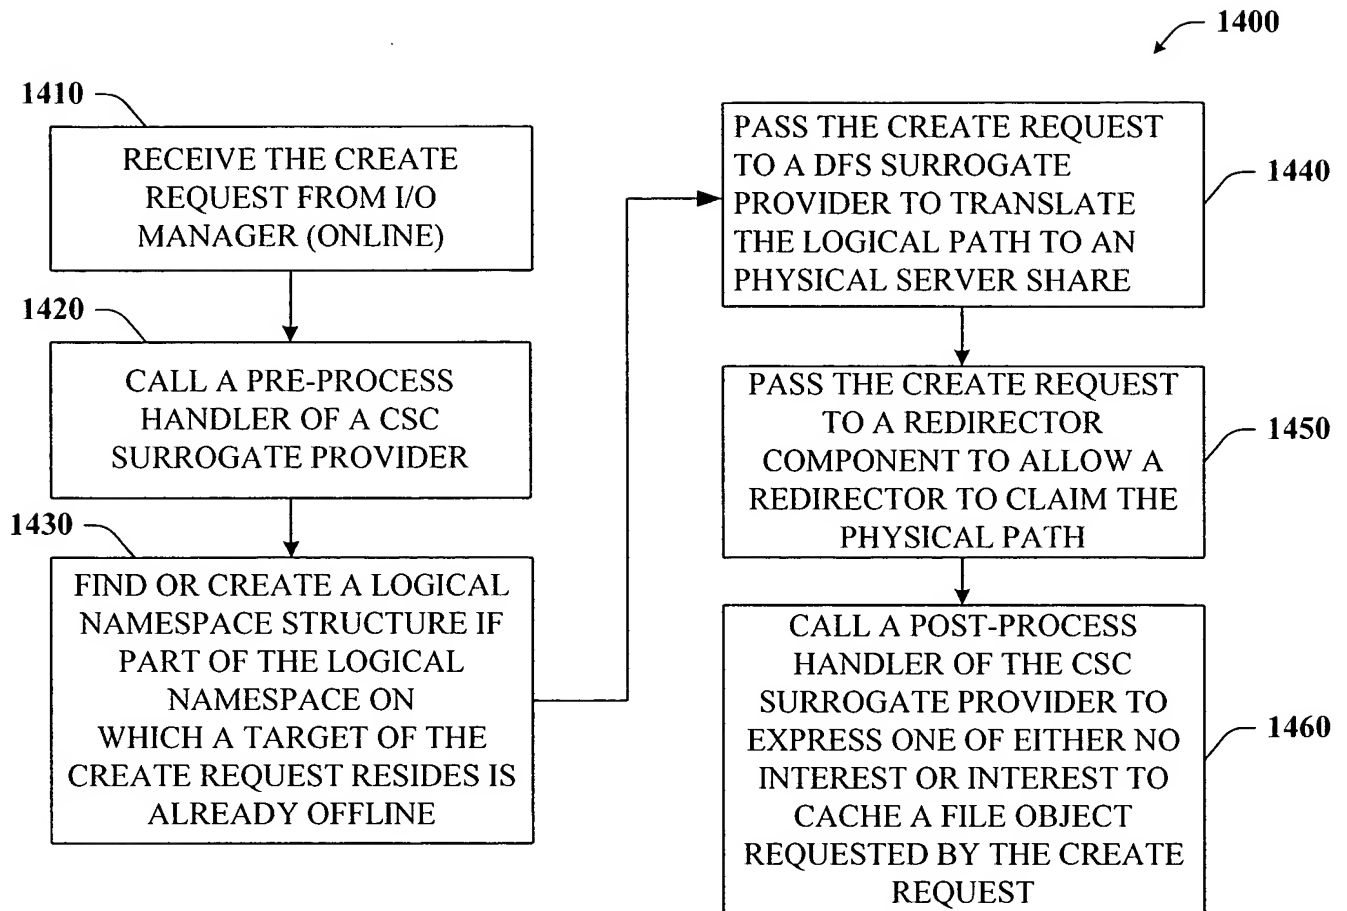 1400
1410
RECEIVE THE CREATE
REQUEST FROM I/O
MANAGER (ONLINE)
1420
CALL A PRE-PROCESS
HANDLER OF A CSC
SURROGATE PROVIDER
1430
FIND OR CREATE A LOGICAL
NAMESPACE STRUCTURE IF
PART OF THE LOGICAL
NAMESPACE ON
WHICH A TARGET OF THE
CREATE REQUEST RESIDES IS
ALREADY OFFLINE
PASS THE CREATE REQUEST
TO A DFS SURROGATE
PROVIDER TO TRANSLATE
THE LOGICAL PATH TO AN
PHYSICAL SERVER SHARE
1440
PASS THE CREATE REQUEST
TO A REDIRECTOR
COMPONENT TO ALLOW A
REDIRECTOR TO CLAIM THE
PHYSICAL PATH
1450
CALL A POST-PROCESS
HANDLER OF THE CSC
SURROGATE PROVIDER TO
EXPRESS ONE OF EITHER NO
INTEREST OR INTEREST TO
CACHE A FILE OBJECT
REQUESTED BY THE CREATE
REQUEST
1460